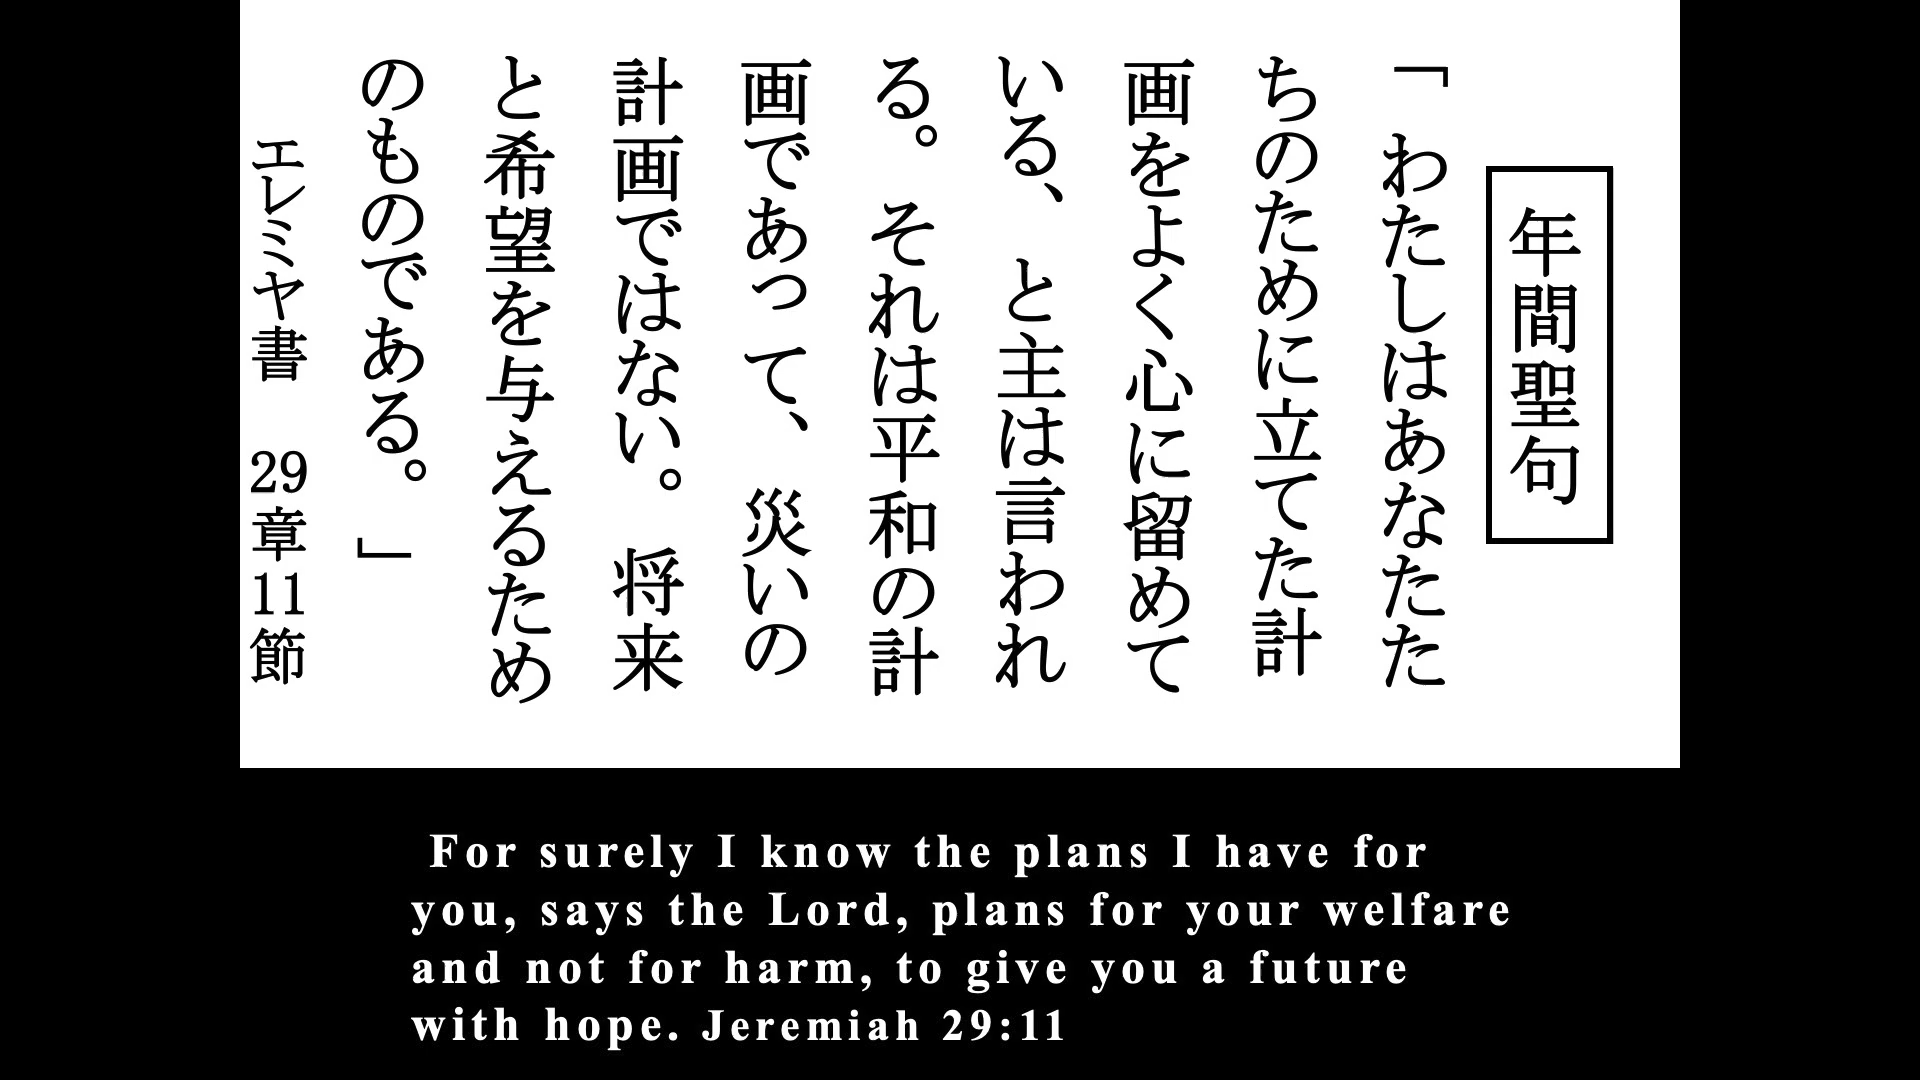 年間聖句
「 わたしはあなたた
ちのために立てた計
画をよく心に留めて
いる、 と主は言われ
る。 それは平和の計
画であって、 災いの
計画ではない。 将来
と希望を与えるため
のものである。 」
エレミヤ書 29章11節
For surely I know the plans I have for
you, says the Lord, plans for your welfare
and not for harm, to give you a future
with hope. Jeremiah 29:11